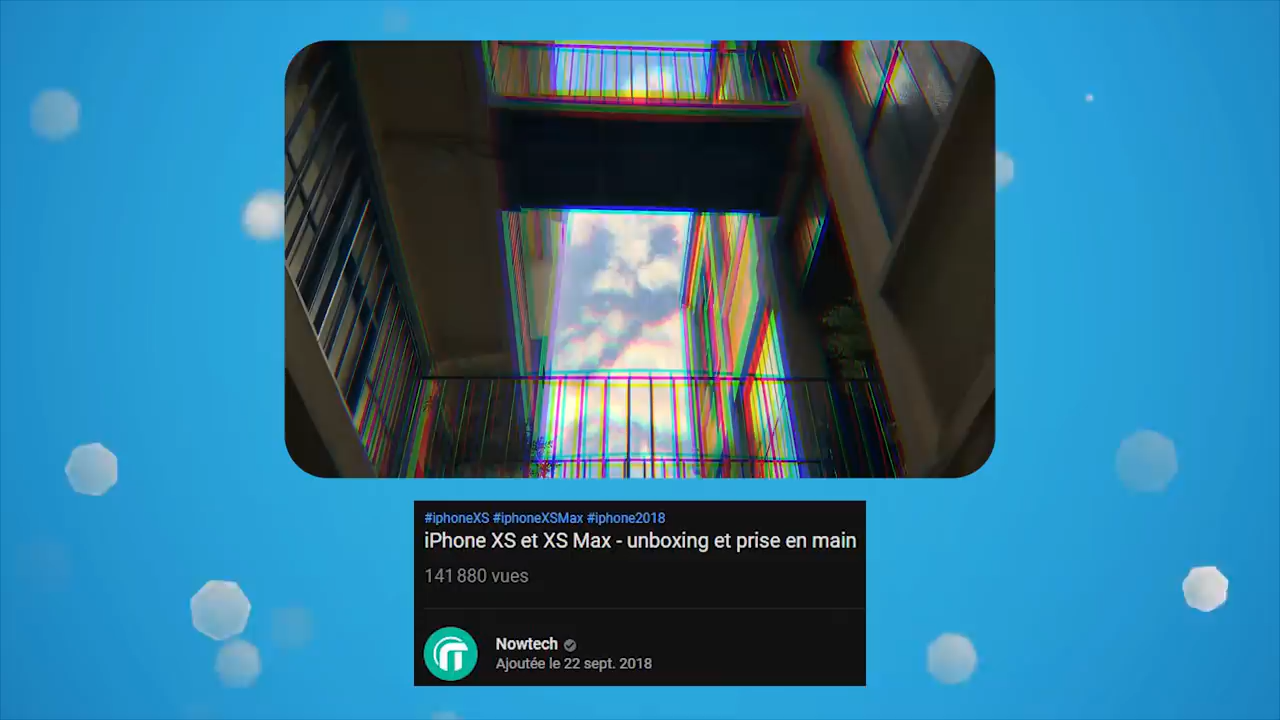 #iphoneXS #iphoneXSMax #iphone2018
iPhone XS et XS Max - unboxing et prise en main
141 880 vues
Nowtech
Ajoutée le 22 sept. 2018